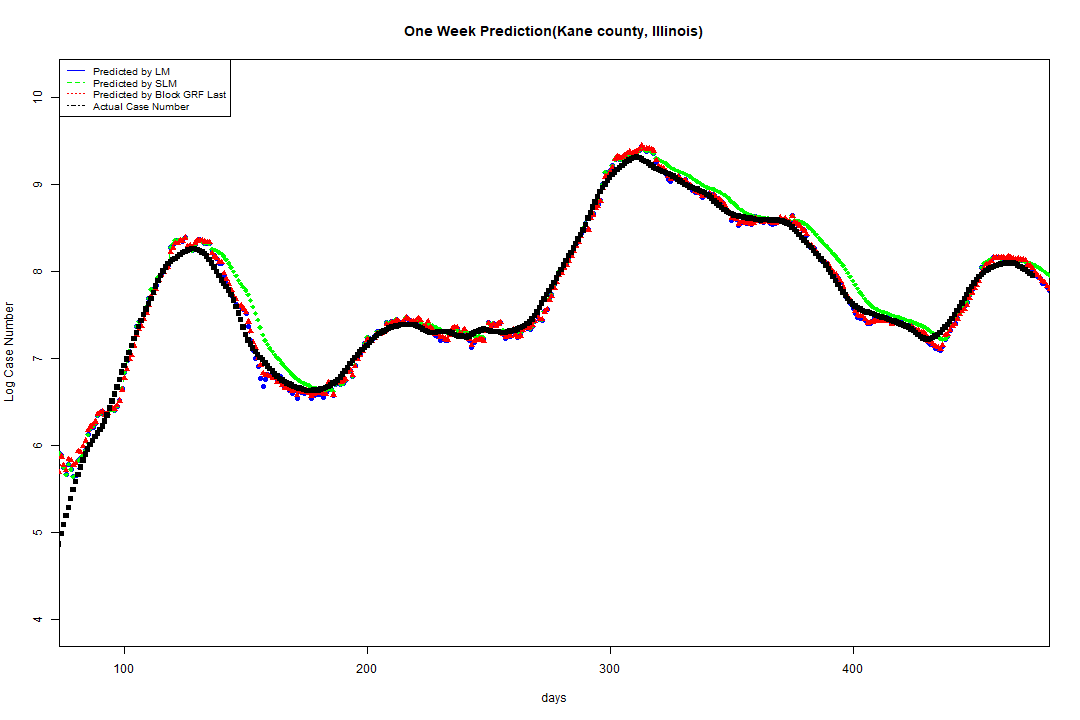 One Week Prediction(Kane county, Illinois)
Predicted by LM
Predicted by SLM
Predicted by Block GRF Last
Actual Case Number
10
9
8
7
6
5
4
Log Case Number
100 200 300 400
days